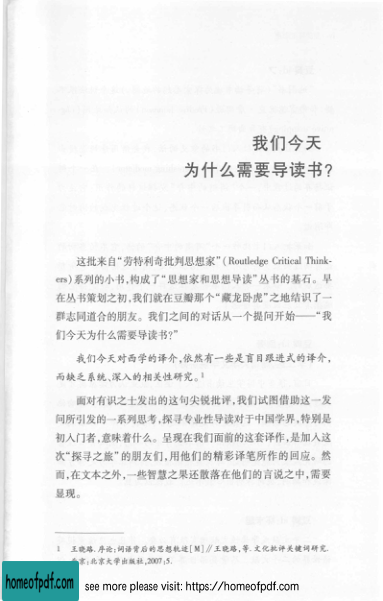 我们今天
为什么需要导读书?
这批来自“劳特利奇批判思想家”(Routledge Critical Think-
ers)系列的小书,构成了“思想家和思想导读”丛书的基石。早
在丛书策划之初,我们就在豆瓣那个“藏龙卧虎”之地结识了一
群志同道合的朋友。我们之间的对话从一个提问开始——“我
们今天为什么需要导读书?”
我们今天对西学的译介,依然有一些是盲目跟进式的译介,
而缺乏系统、深入的相关性研究。1
面对有识之士发出的这句尖锐批评,我们试图借助这一发
问所引发的一系列思考,探寻专业性导读对于中国学界,特别是
初入门者,意味着什么。呈现在我们面前的这套译作,是加入这
次“探寻之旅”的朋友们,用他们的精彩译笔所作的回应。然
而,在文本之外,一些智慧之果还散落在他们的言说之中,需要
显现。
1 王晓路.序论:词语背后的思想轨迹[M]//王晓路,等.文化批评关键词研究.
京:北京大学出版社,2007:5.
homeofpdf.com
see more please visit: https://homeofpdf.com